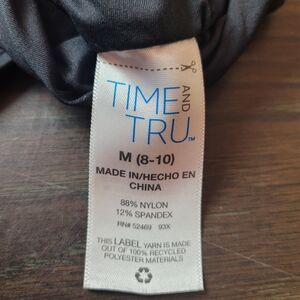 TIME AND
TRU™
M (8-10)
MADE IN/HECHO EN
CHINA
88% NYLON
12% SPANDEX
RN# 52469 93X
THIS LABEL YARN IS MADE
OUT OF 100% RECYCLED
POLYESTER MATERIALS